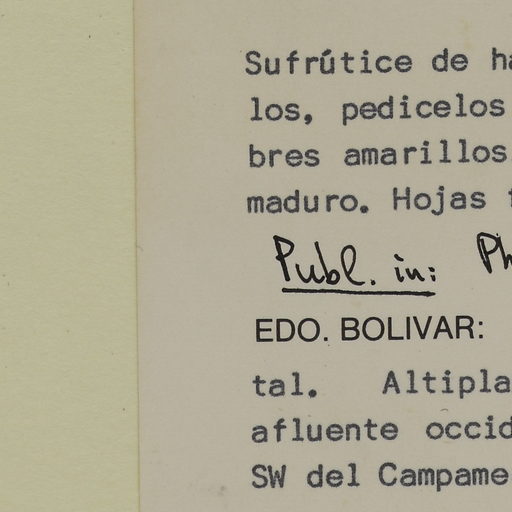 Sufrútice de
los, pedicelos
bres amarillos
maduro. Hojas
Publ. in:
EDO. BOLIVAR:
tal. Altipla
afluente occid
SW del Campame